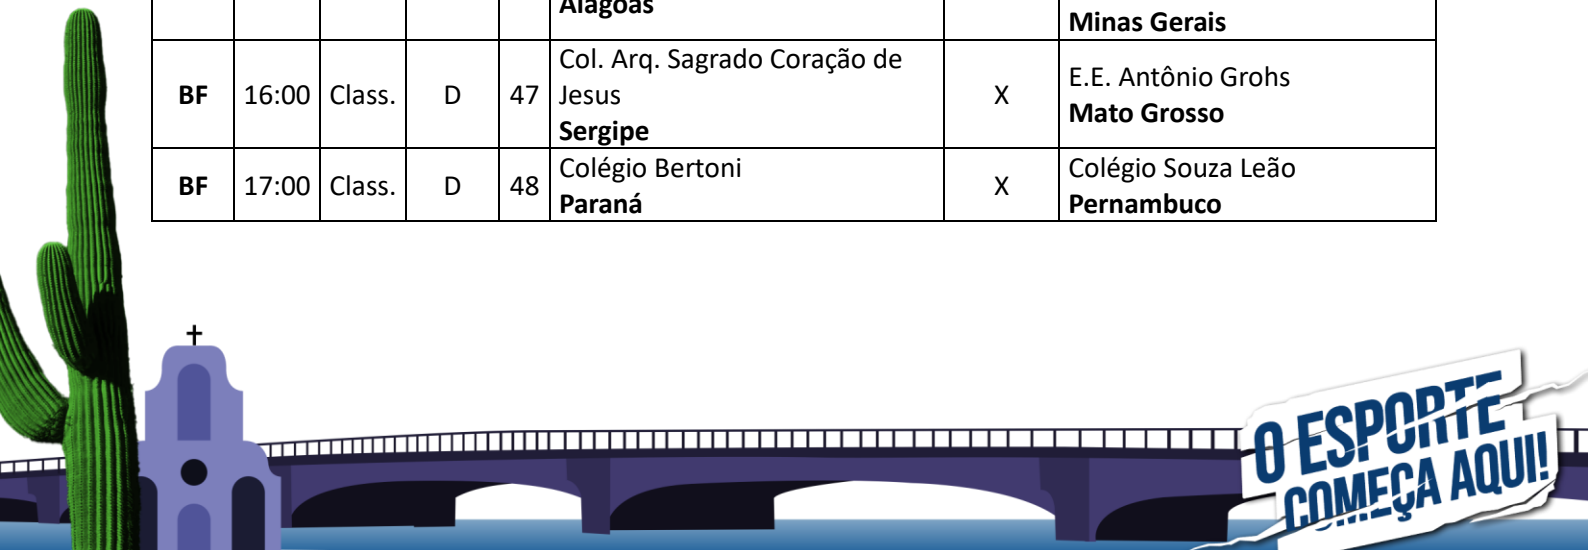 Alagoas
Minas Gerais
BF 16:00 Class. D 47 Col. Arq. Sagrado Coração de Jesus Sergipe X E.E. Antônio Grohs Mato Grosso
BF 17:00 Class. D 48 Colégio Bertoni Paraná X Colégio Souza Leão Pernambuco
O ESPORTE
COMEÇA AQUI!